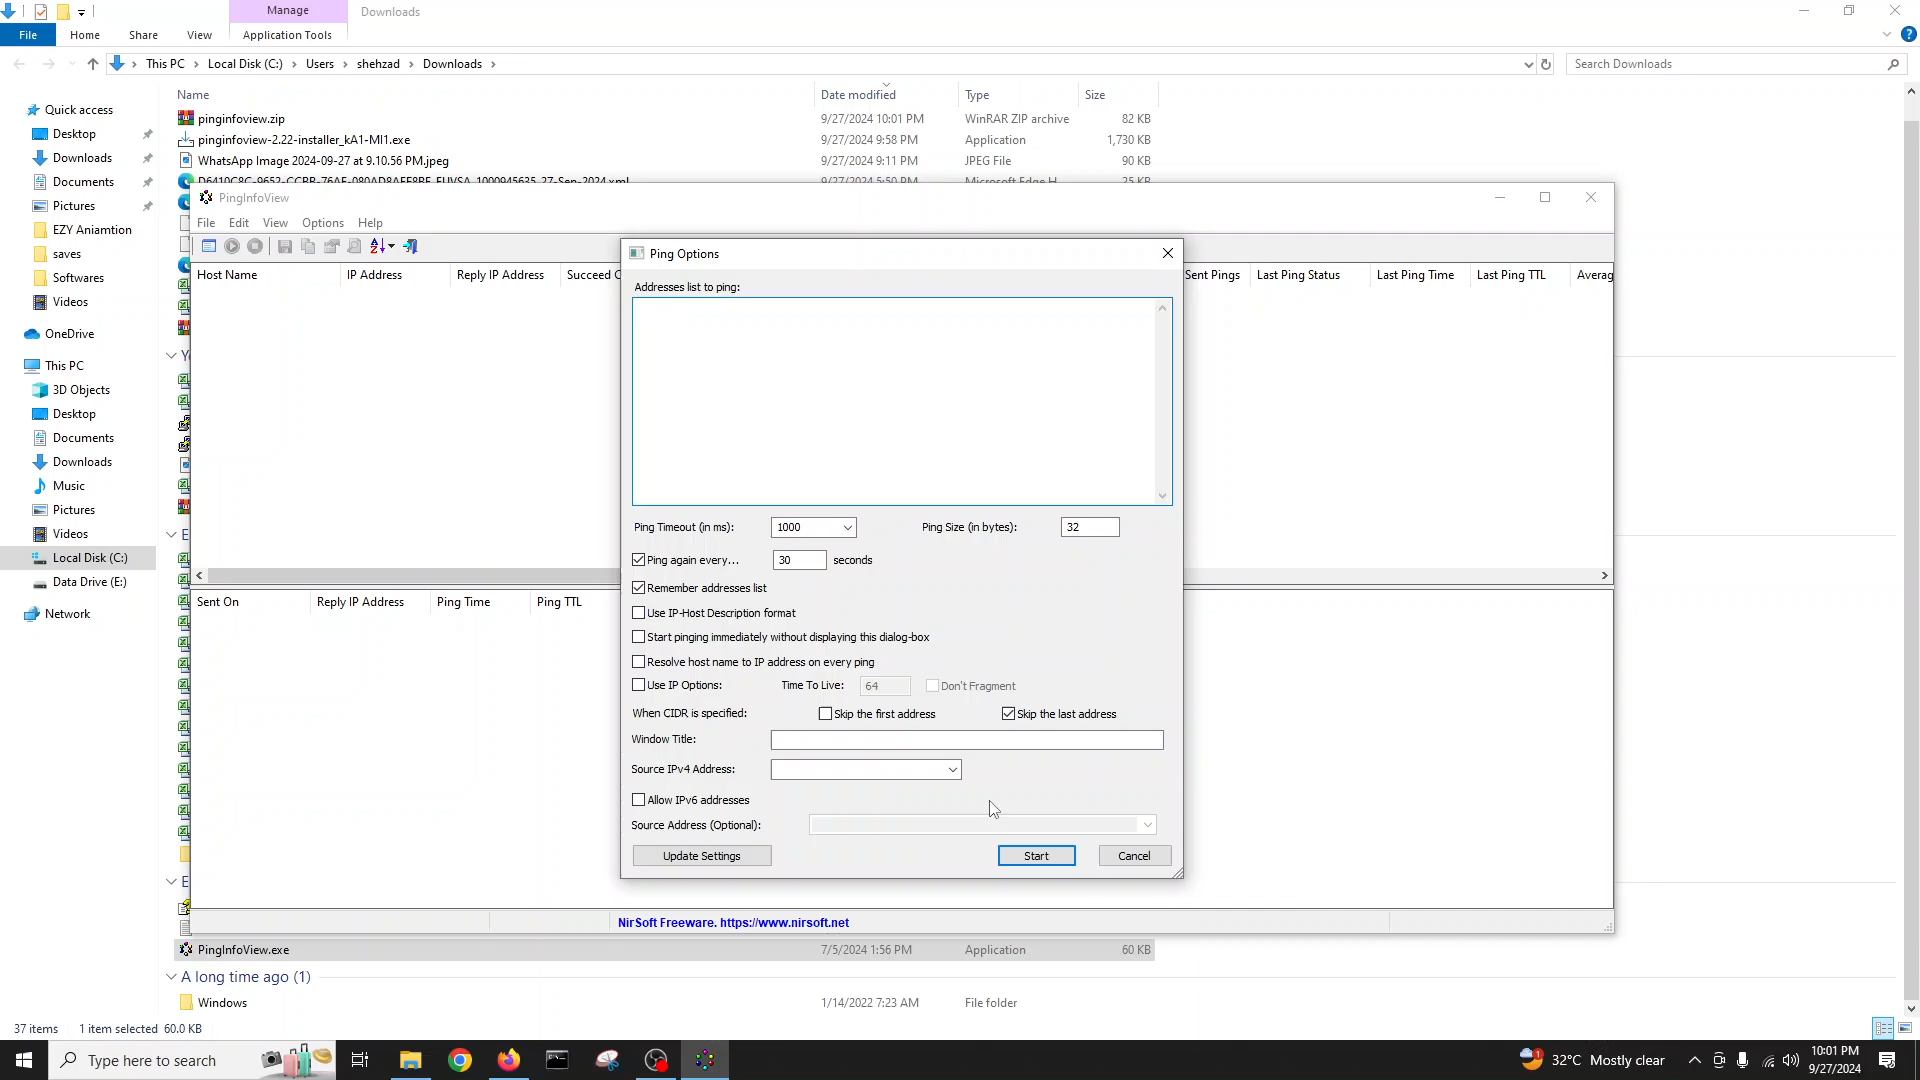 Manage
Downloads
File
Home
Share
View
Application Tools
This PC
Local Disk (C:)
Users
shehzad
Downloads
Search Downloads
Quick access
Desktop
Downloads
Documents
Pictures
EZY Aniamtion
saves
Softwares
Videos
OneDrive
This PC
3D Objects
Desktop
Documents
Downloads
Music
Pictures
Videos
Local Disk (C:)
Data Drive (E:)
Network
Name
Date modified
Type
Size
pinginfoview.zip
9/27/2024 10:01 PM
WinRAR ZIP archive
82 KB
pinginfoview-2.22-installer_kA1-MI1.exe
9/27/2024 9:58 PM
Application
1,730 KB
WhatsApp Image 2024-09-27 at 9.10.56 PM.jpeg
9/27/2024 9:11 PM
JPEG File
90 KB
9/27/2024 5:50 PM
Microsoft Edge H
25 KB
PingInfoView
File
Edit
View
Options
Help
Host Name
IP Address
Reply IP Address
Succeed C
Sent Pings
Last Ping Status
Last Ping Time
Last Ping TTL
Averag
Sent On
Reply IP Address
Ping Time
Ping TTL
Ping Options
Addresses list to ping:
Ping Timeout (in ms):
1000
Ping Size (in bytes):
32
Ping again every...
30
seconds
Remember addresses list
Use IP-Host Description format
Start pinging immediately without displaying this dialog-box
Resolve host name to IP address on every ping
Use IP Options:
Time To Live:
64
Don't Fragment
When CIDR is specified:
Skip the first address
Skip the last address
Window Title:
Source IPv4 Address:
Allow IPv6 addresses
Source Address (Optional):
Update Settings
Start
Cancel
NirSoft Freeware. https://www.nirsoft.net
PingInfoView.exe
7/5/2024 1:56 PM
Application
60 KB
A long time ago (1)
Windows
1/14/2022 7:23 AM
File folder
37 items
1 item selected
60.0 KB
Type here to search
32°C
Mostly clear
10:01 PM
9/27/2024